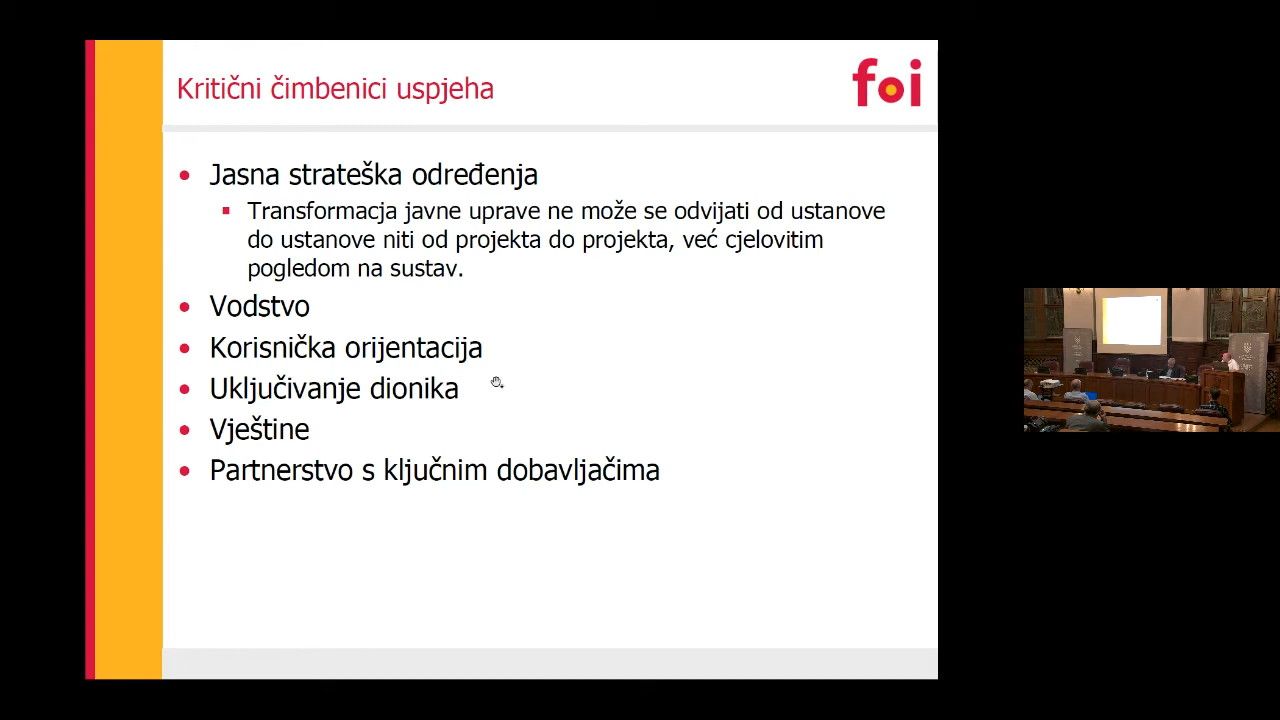 Kritični čimbenici uspjeha
foi
Jasna strateška određenja
Transformacja javne uprave ne može se odvijati od ustanove
do ustanove niti od projekta do projekta, već cjelovitim
pogledom na sustav.
Vodstvo
Korisnička orijentacija
Uključivanje dionika
Vještine
Partnerstvo s ključnim dobavljačima